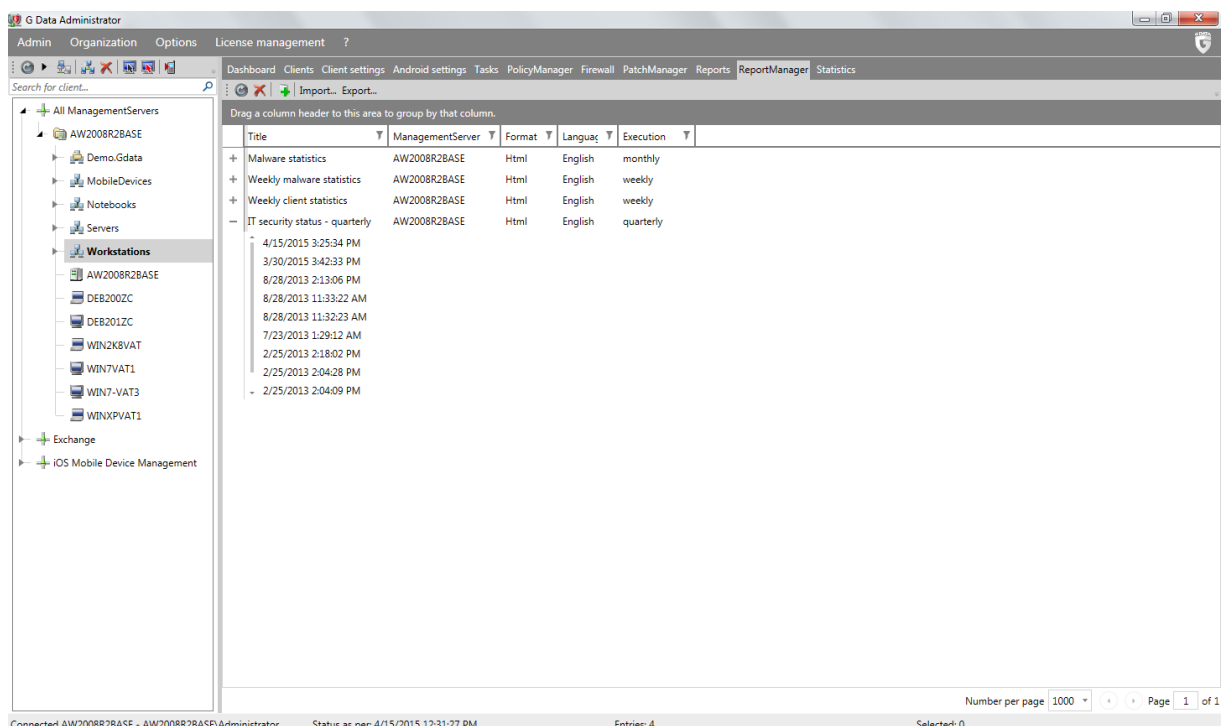 G Data Administrator
Admin Organization Options License management ?
G DATA
Dashboard Clients Client settings Android settings Tasks PolicyManager Firewall PatchManager Reports ReportManager Statistics
Search for client...
Import... Export...
Drag a column header to this area to group by that column.
All ManagementServers
AW2008R2BASE
Demo.Gdata
MobileDevices
Notebooks
Servers
Workstations
AW2008R2BASE
DEB200ZC
DEB201ZC
WIN2K8VAT
WIN7VAT1
WIN7-VAT3
WINXPVAT1
Exchange
iOS Mobile Device Management
Title ManagementServer Format Languag Execution
Malware statistics AW2008R2BASE Html English monthly
Weekly malware statistics AW2008R2BASE Html English weekly
Weekly client statistics AW2008R2BASE Html English weekly
IT security status - quarterly AW2008R2BASE Html English quarterly
4/15/2015 3:25:34 PM
3/30/2015 3:42:33 PM
8/28/2013 2:13:06 PM
8/28/2013 11:33:22 AM
8/28/2013 11:32:23 AM
7/23/2013 1:29:12 AM
2/25/2013 2:18:02 PM
2/25/2013 2:04:28 PM
2/25/2013 2:04:09 PM
Number per page 1000 Page 1 of 1
Connected AW2008R2BASE - AW2008R2BASE\Administrator Status as per: 4/15/2015 12:31:27 PM Entries: 4 Selected: 0